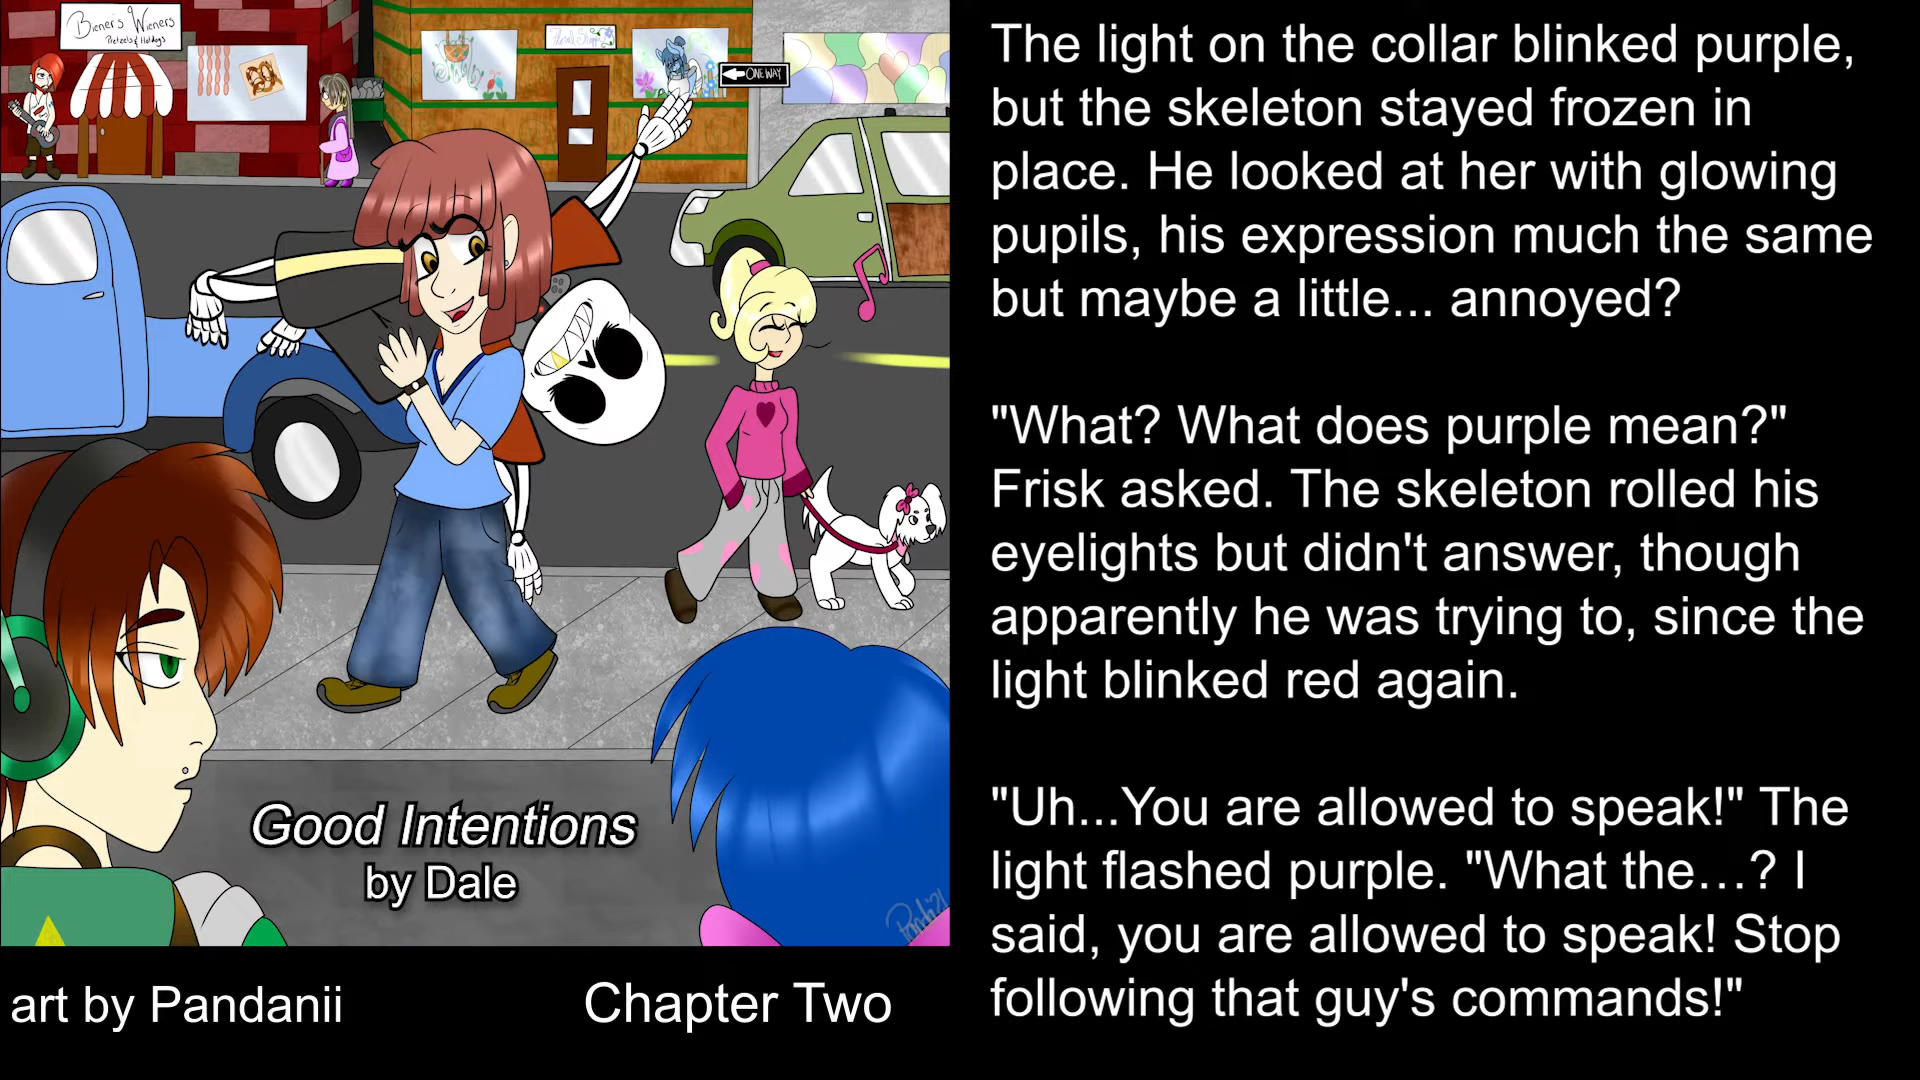 Biener's Wieners
Pretzels & Hotdogs
Floral Shoppe
ONE WAY
Good Intentions
by Dale
art by Pandanii
Chapter Two
The light on the collar blinked purple,
but the skeleton stayed frozen in
place. He looked at her with glowing
pupils, his expression much the same
but maybe a little... annoyed?
"What? What does purple mean?"
Frisk asked. The skeleton rolled his
eyelights but didn't answer, though
apparently he was trying to, since the
light blinked red again.
"Uh...You are allowed to speak!" The
light flashed purple. "What the…? I
said, you are allowed to speak! Stop
following that guy's commands!"